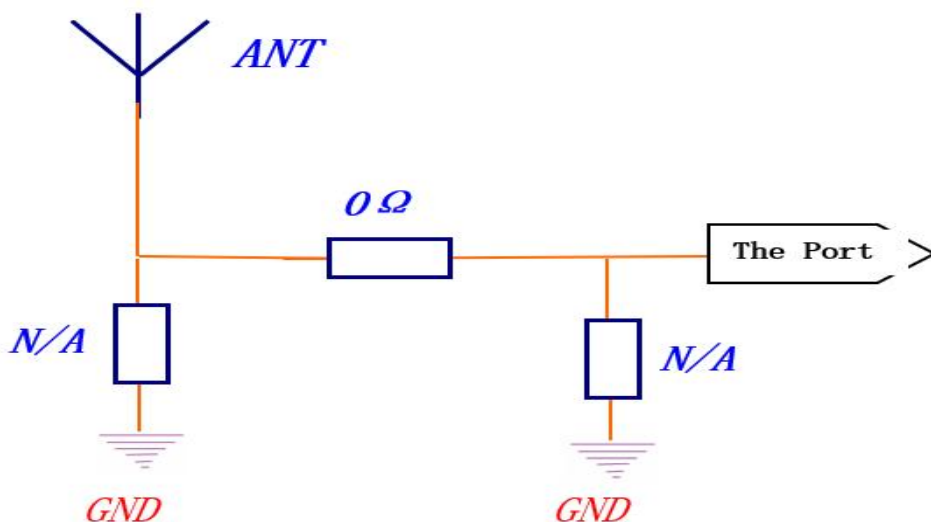 ANT
0Ω
The Port
N/A
N/A
GND
GND